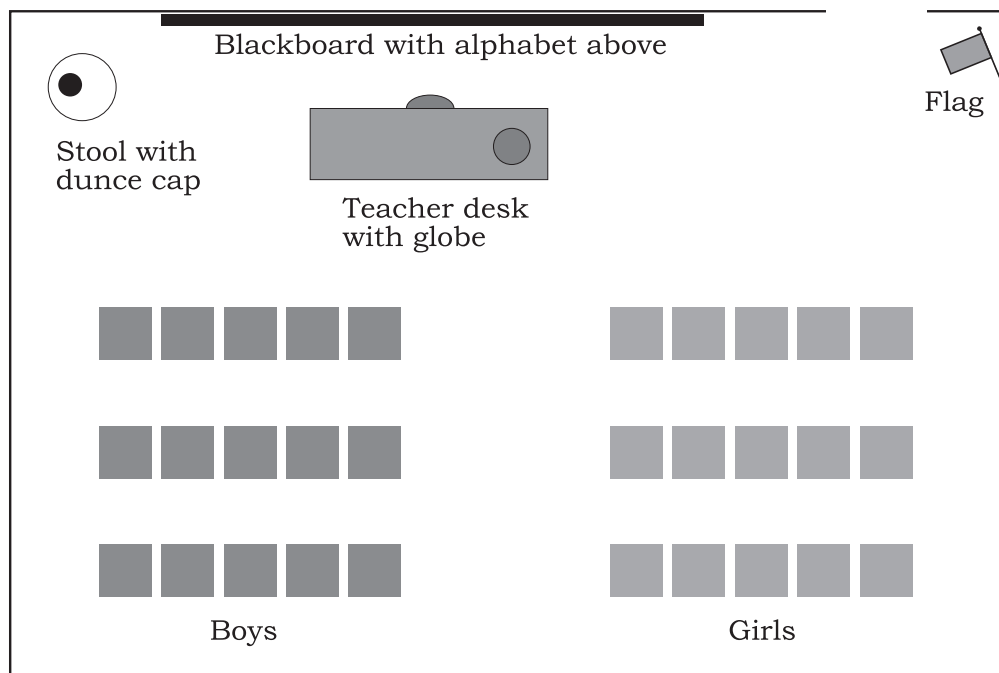 Blackboard with alphabet above
Flag
Stool with
dunce cap
Teacher desk
with globe
Boys
Girls